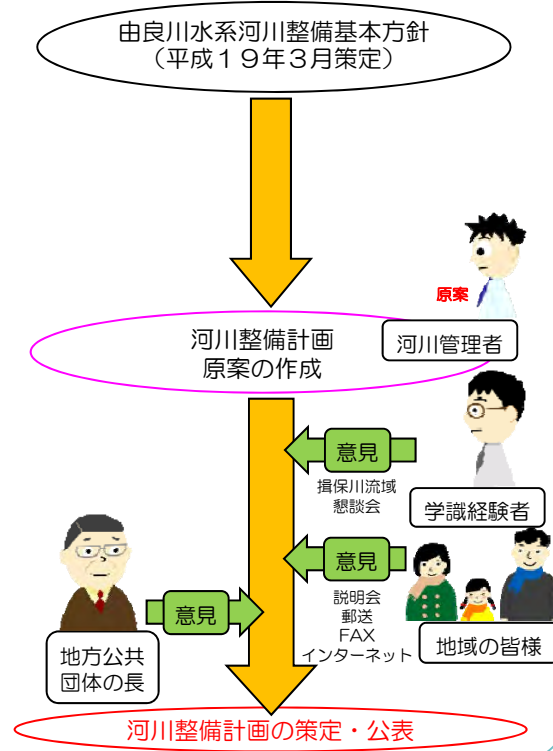 由良川水系河川整備基本方針
（平成１９年３月策定）
原案
河川整備計画
原案の作成
河川管理者
意見
揖保川流域
懇談会
学識経験者
意見
説明会
郵送
FAX
インターネット
地域の皆様
意見
地方公共
団体の長
河川整備計画の策定・公表